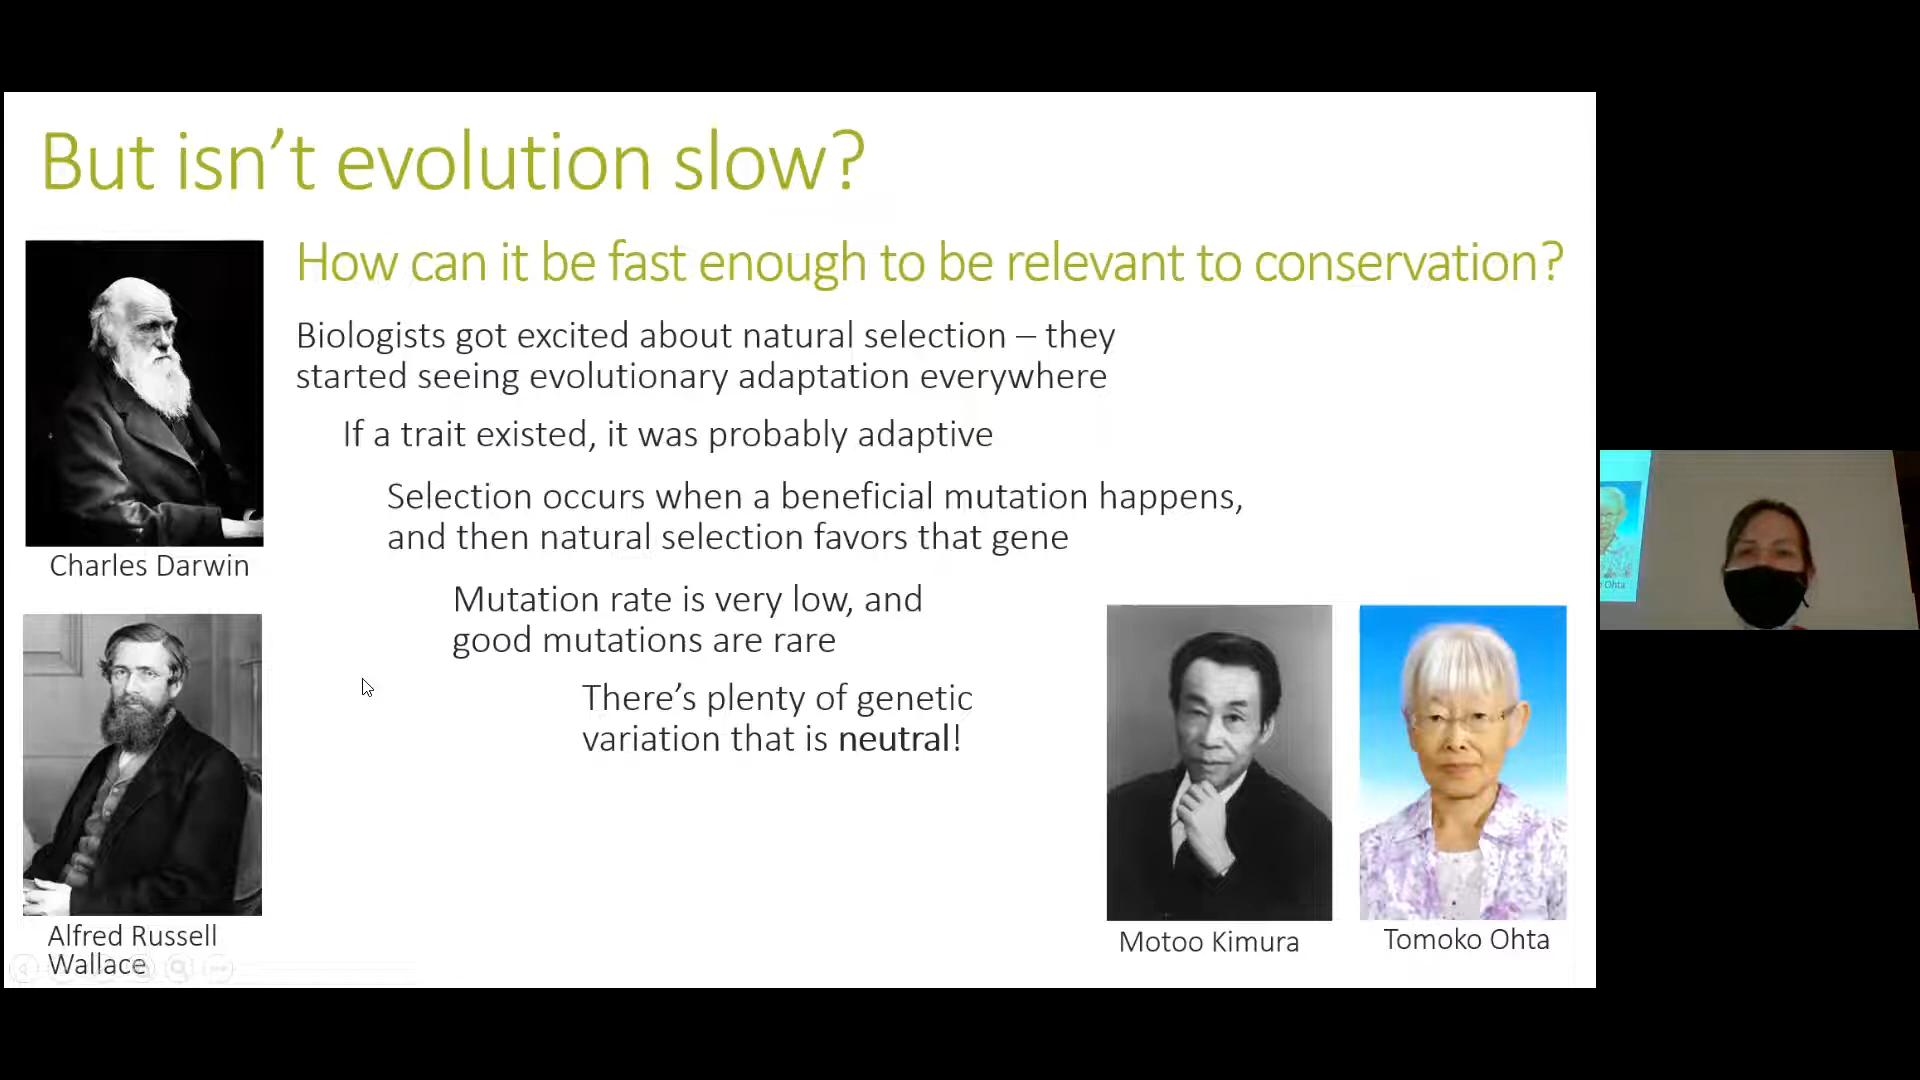 But isn’t evolution slow?
How can it be fast enough to be relevant to conservation?
Biologists got excited about natural selection – they
started seeing evolutionary adaptation everywhere
If a trait existed, it was probably adaptive
Selection occurs when a beneficial mutation happens,
and then natural selection favors that gene
Charles Darwin
Mutation rate is very low, and
good mutations are rare
There’s plenty of genetic
variation that is neutral!
Alfred Russell
Wallace
Motoo Kimura
Tomoko Ohta
Ohta